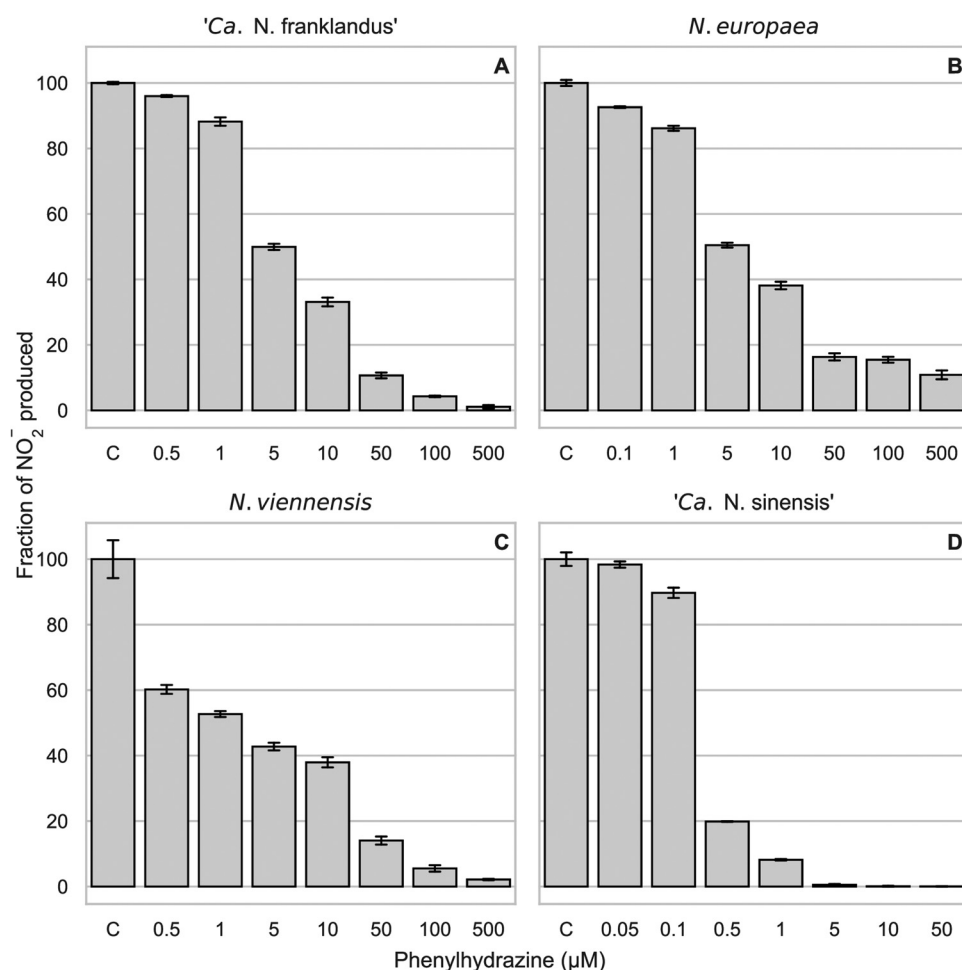 'Ca. N. franklandus'
A
100
80
60
40
20
0
C 0.5 1 5 10 50 100 500
N. europaea
B
C 0.1 1 5 10 50 100 500
Fraction of NO₂⁻ produced
N. viennensis
C
100
80
60
40
20
0
C 0.5 1 5 10 50 100 500
'Ca. N. sinensis'
D
C 0.05 0.1 0.5 1 5 10 50
Phenylhydrazine (µM)